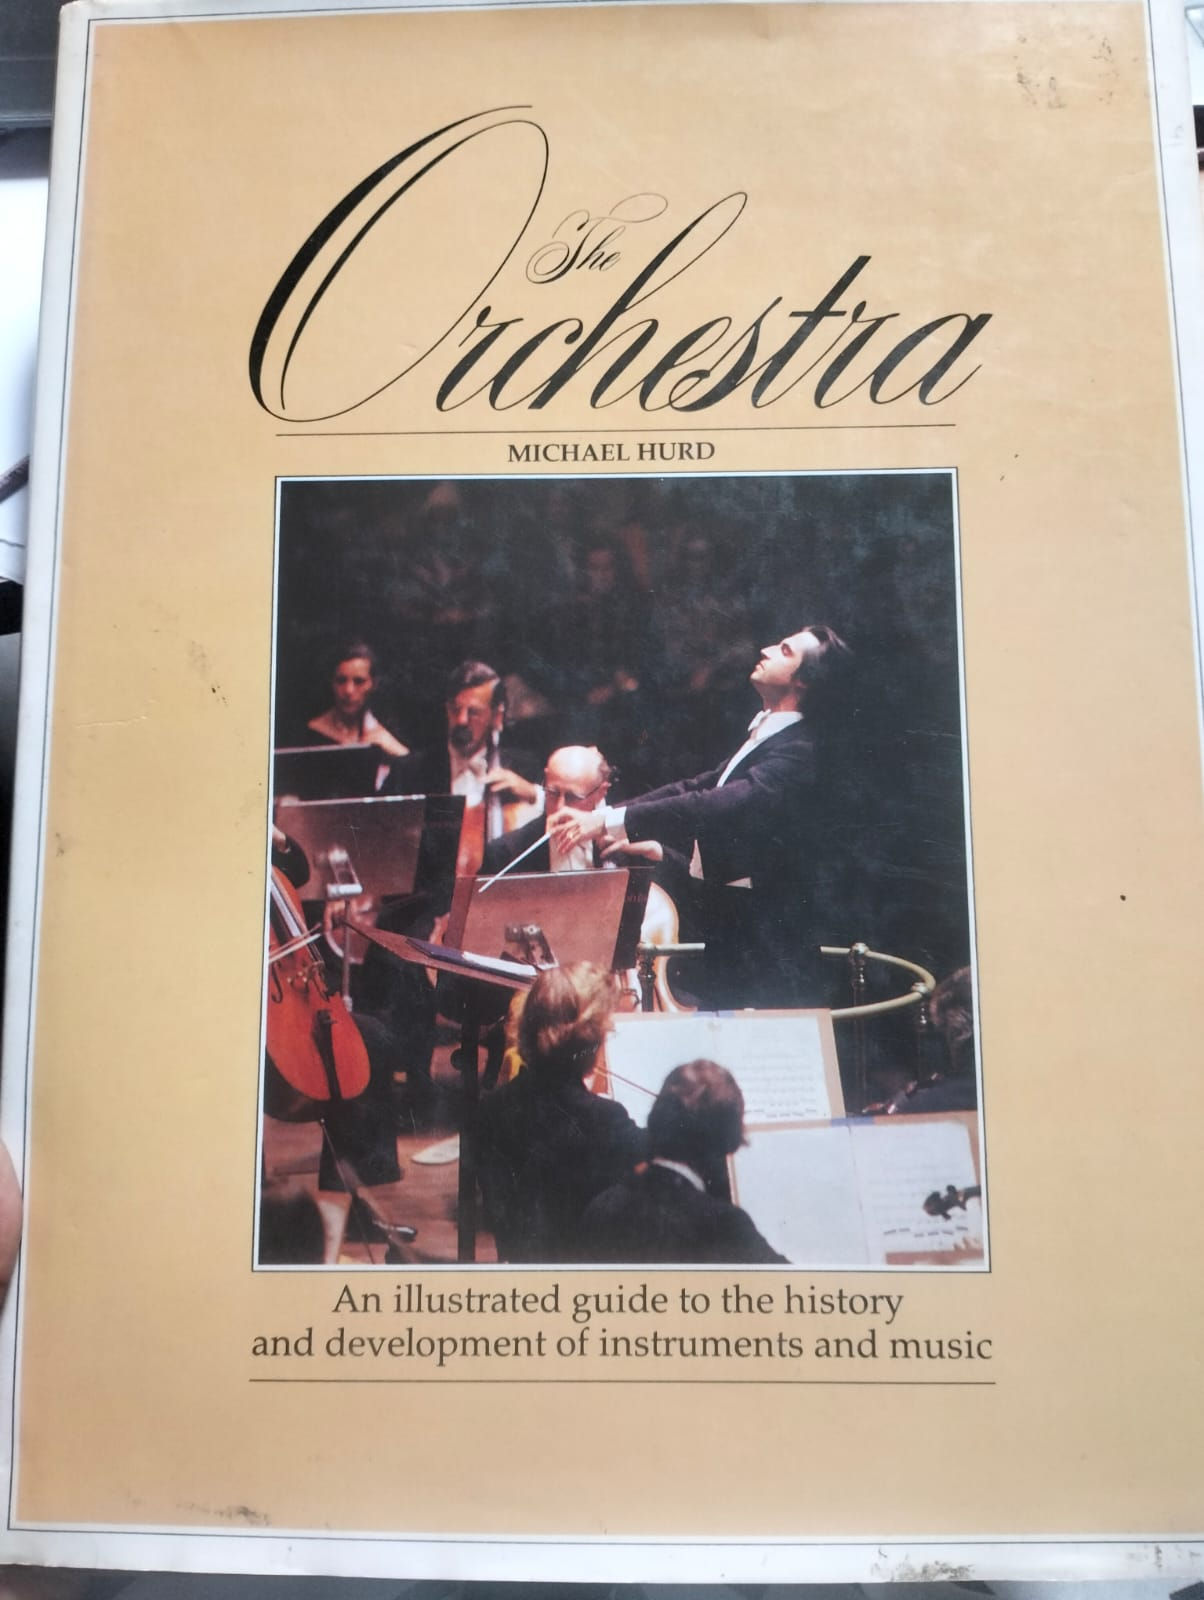 The
Orchestra
MICHAEL HURD
An illustrated guide to the history
and development of instruments and music